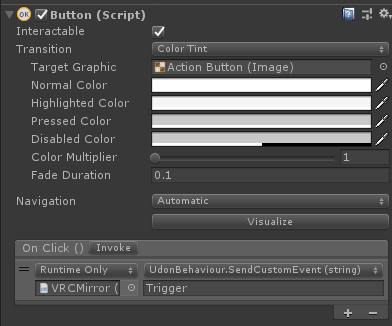 OK Button (Script)
Interactable
Transition Color Tint
Target Graphic Action Button (Image)
Normal Color
Highlighted Color
Pressed Color
Disabled Color
Color Multiplier 1
Fade Duration 0.1
Navigation Automatic
Visualize
On Click () Invoke
Runtime Only UdonBehaviour.SendCustomEvent (string)
VRCMirror ( Trigger